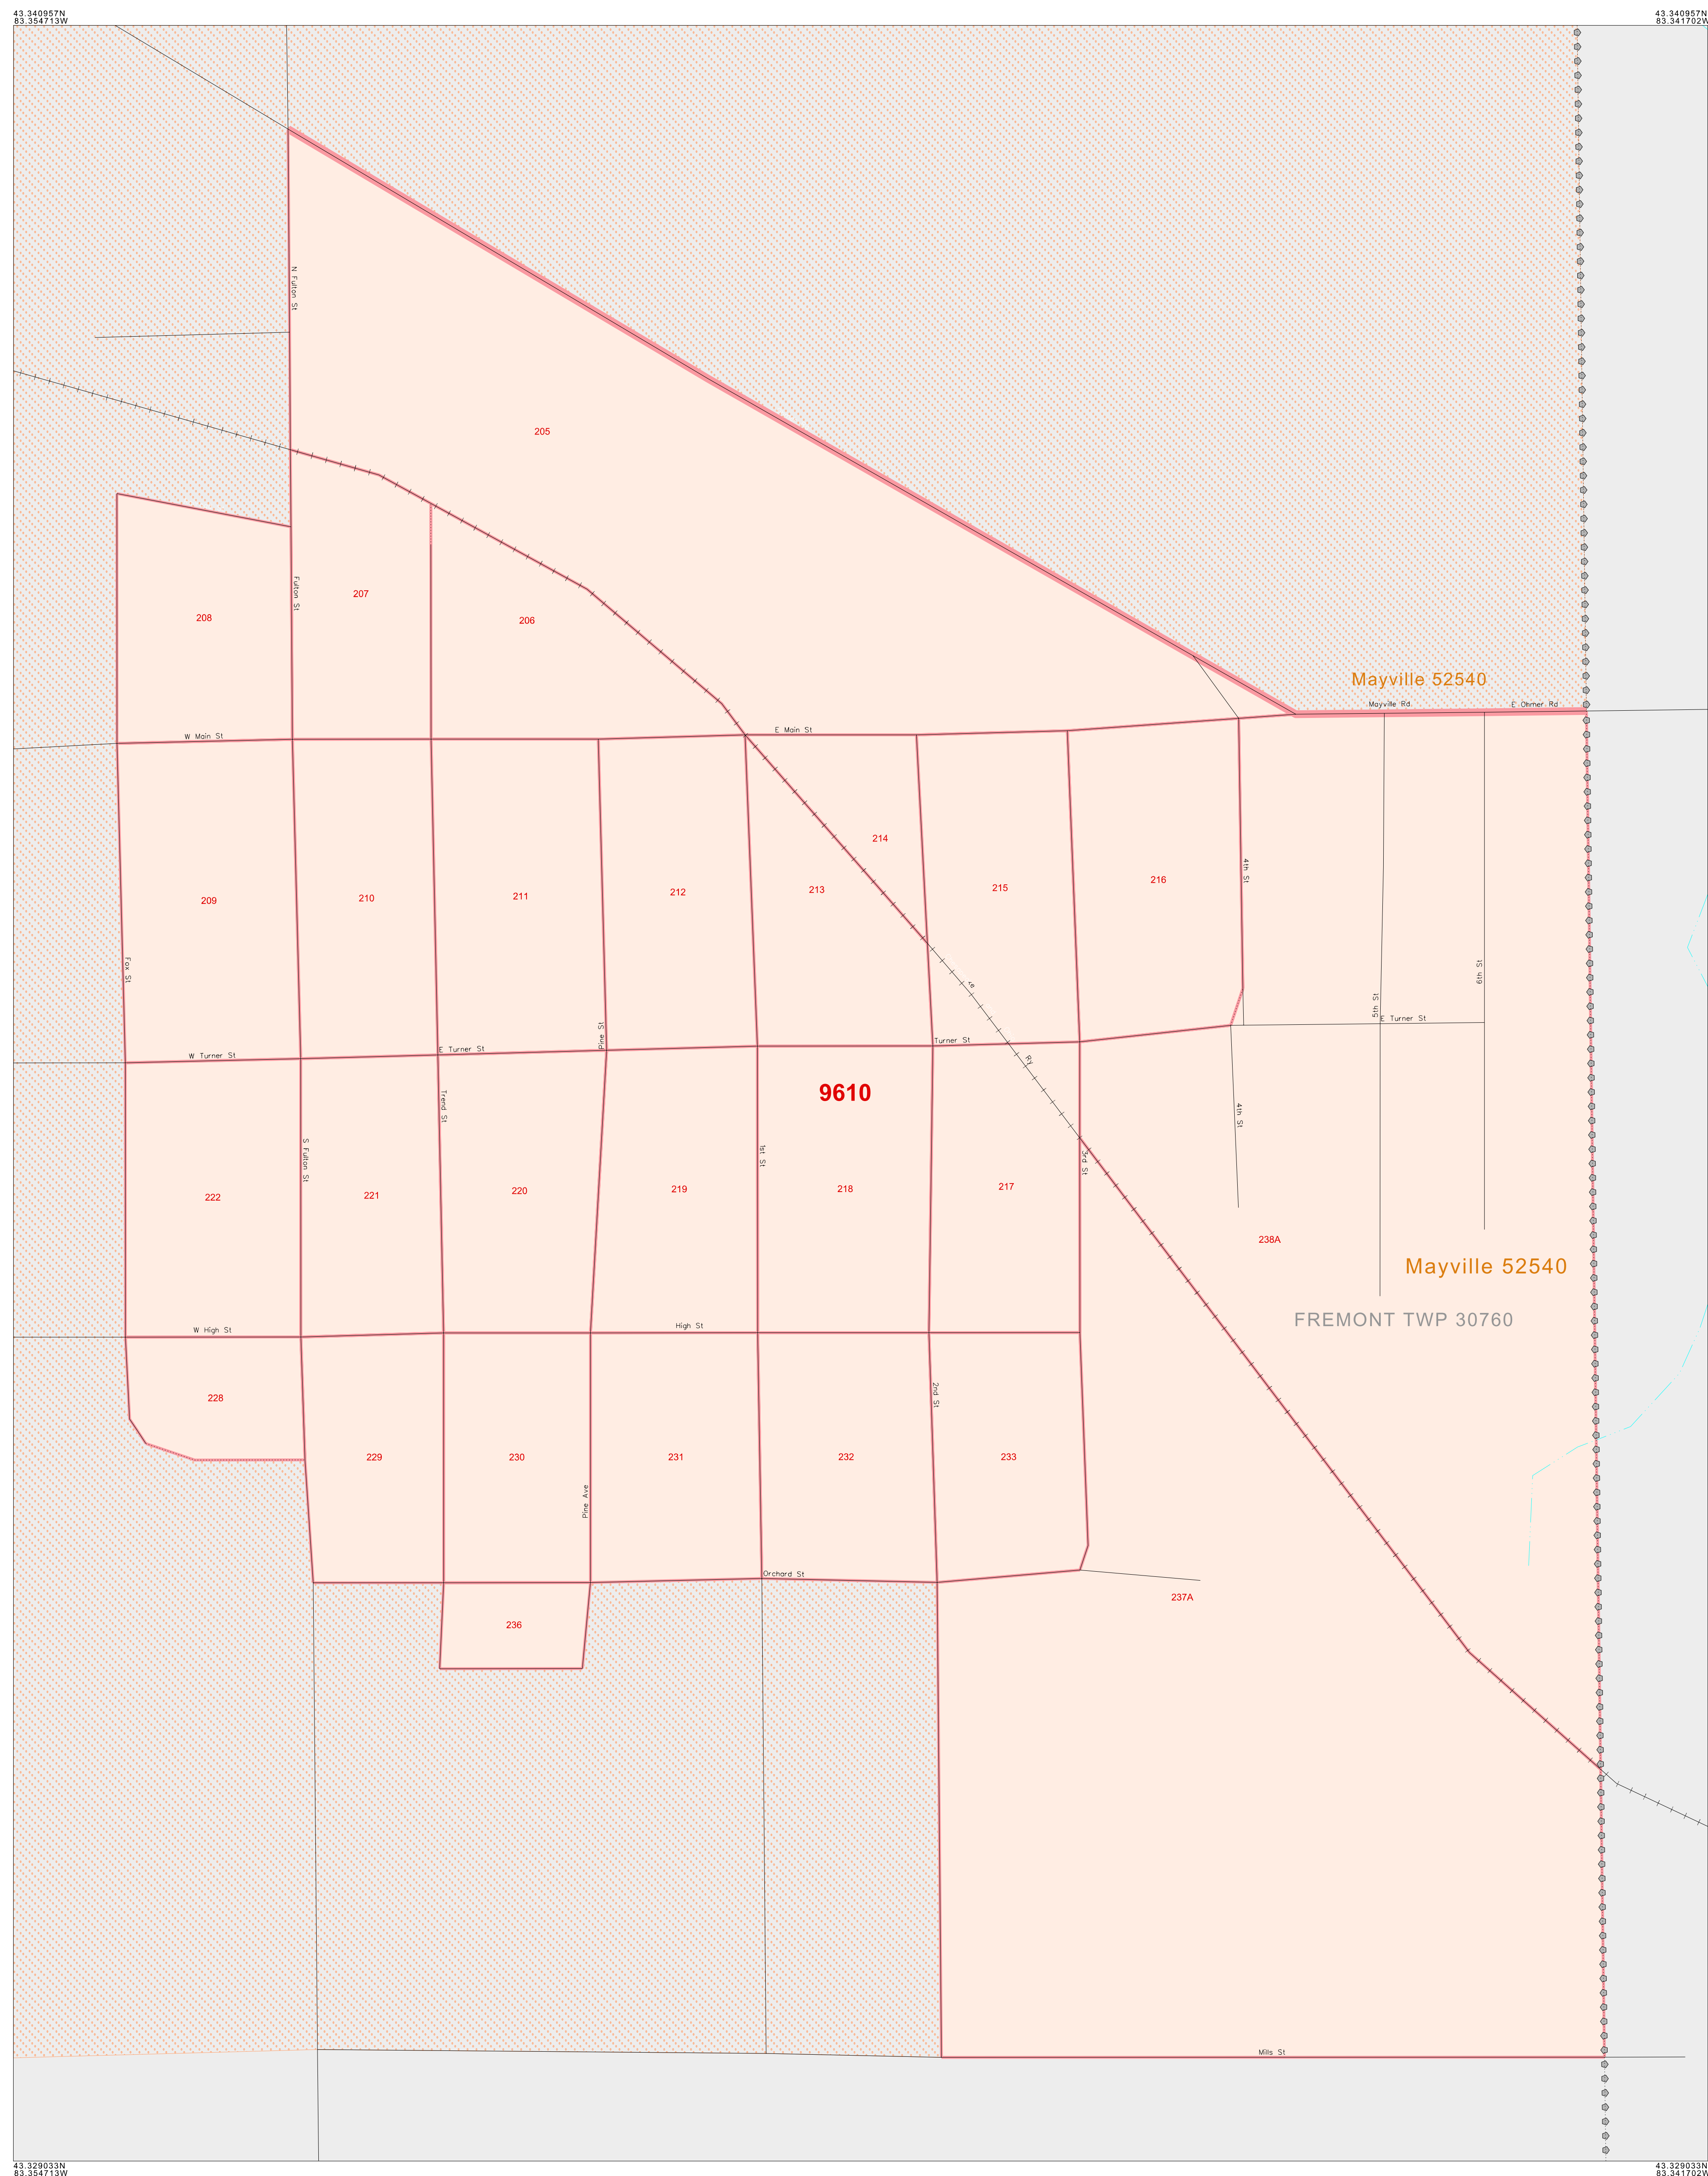 43.340957N
83.354713W
43.340957N
83.341702W
N Fulton St
205
Fulton St
207
208
206
Mayville 52540
Mayville Rd
E Ohmer Rd
W Main St
E Main St
214
4th St
216
215
213
212
211
210
209
Fox St
6th St
5th St
E Turner St
Pine St
Turner St
E Turner St
W Turner St
Ry
9610
Trend St
4th St
S Fulton St
1st St
3rd St
217
218
219
220
221
222
238A
Mayville 52540
FREMONT TWP 30760
High St
W High St
2nd St
228
229
230
231
232
233
Pine Ave
Orchard St
237A
236
Mills St
43.329033N
83.354713W
43.329033N
83.341702W